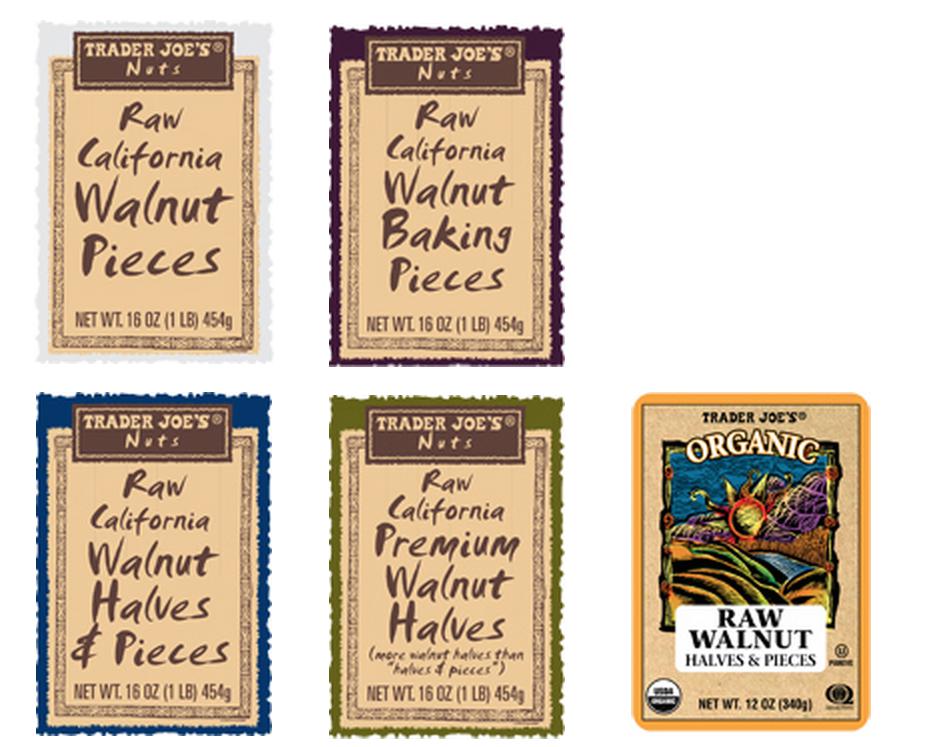 TRADER JOE'S®
Nuts
Raw
California
Walnut
Pieces
NET WT. 16 OZ (1 LB) 454g
TRADER JOE'S®
Nuts
Raw
California
Walnut
Baking
Pieces
NET WT. 16 OZ (1 LB) 454g
TRADER JOE'S®
Nuts
Raw
California
Walnut
Halves
& Pieces
NET WT. 16 OZ (1 LB) 454g
TRADER JOE'S®
Nuts
Raw
California
Premium
Walnut
Halves
(more walnut halves than
"halves & pieces")
NET WT. 16 OZ (1 LB) 454g
TRADER JOE'S®
ORGANIC
RAW
WALNUT
HALVES & PIECES
USDA
ORGANIC
NET WT. 12 OZ (340g)